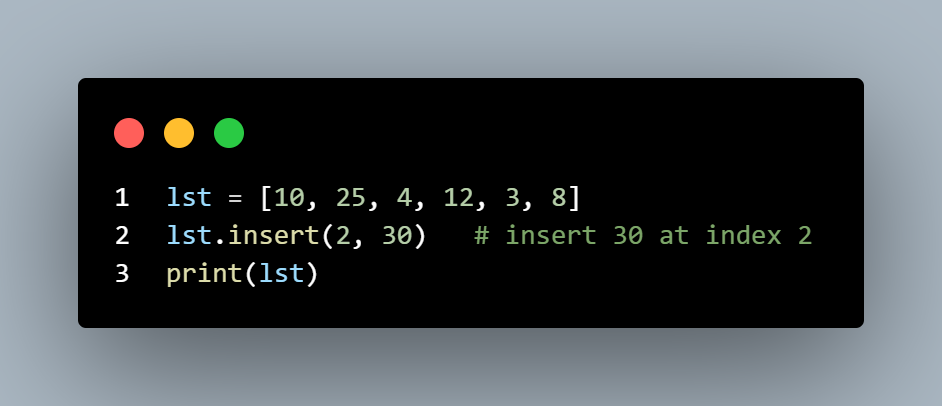 1 lst = [10, 25, 4, 12, 3, 8]
2 lst.insert(2, 30)   # insert 30 at index 2
3 print(lst)